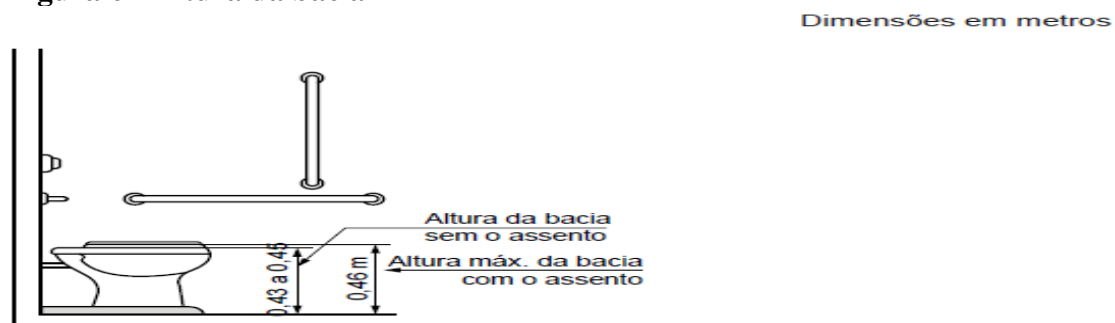 Dimensões em metros
Altura da bacia
sem o assento
Altura máx. da bacia
com o assento
0,43 a 0,45
0,46 m